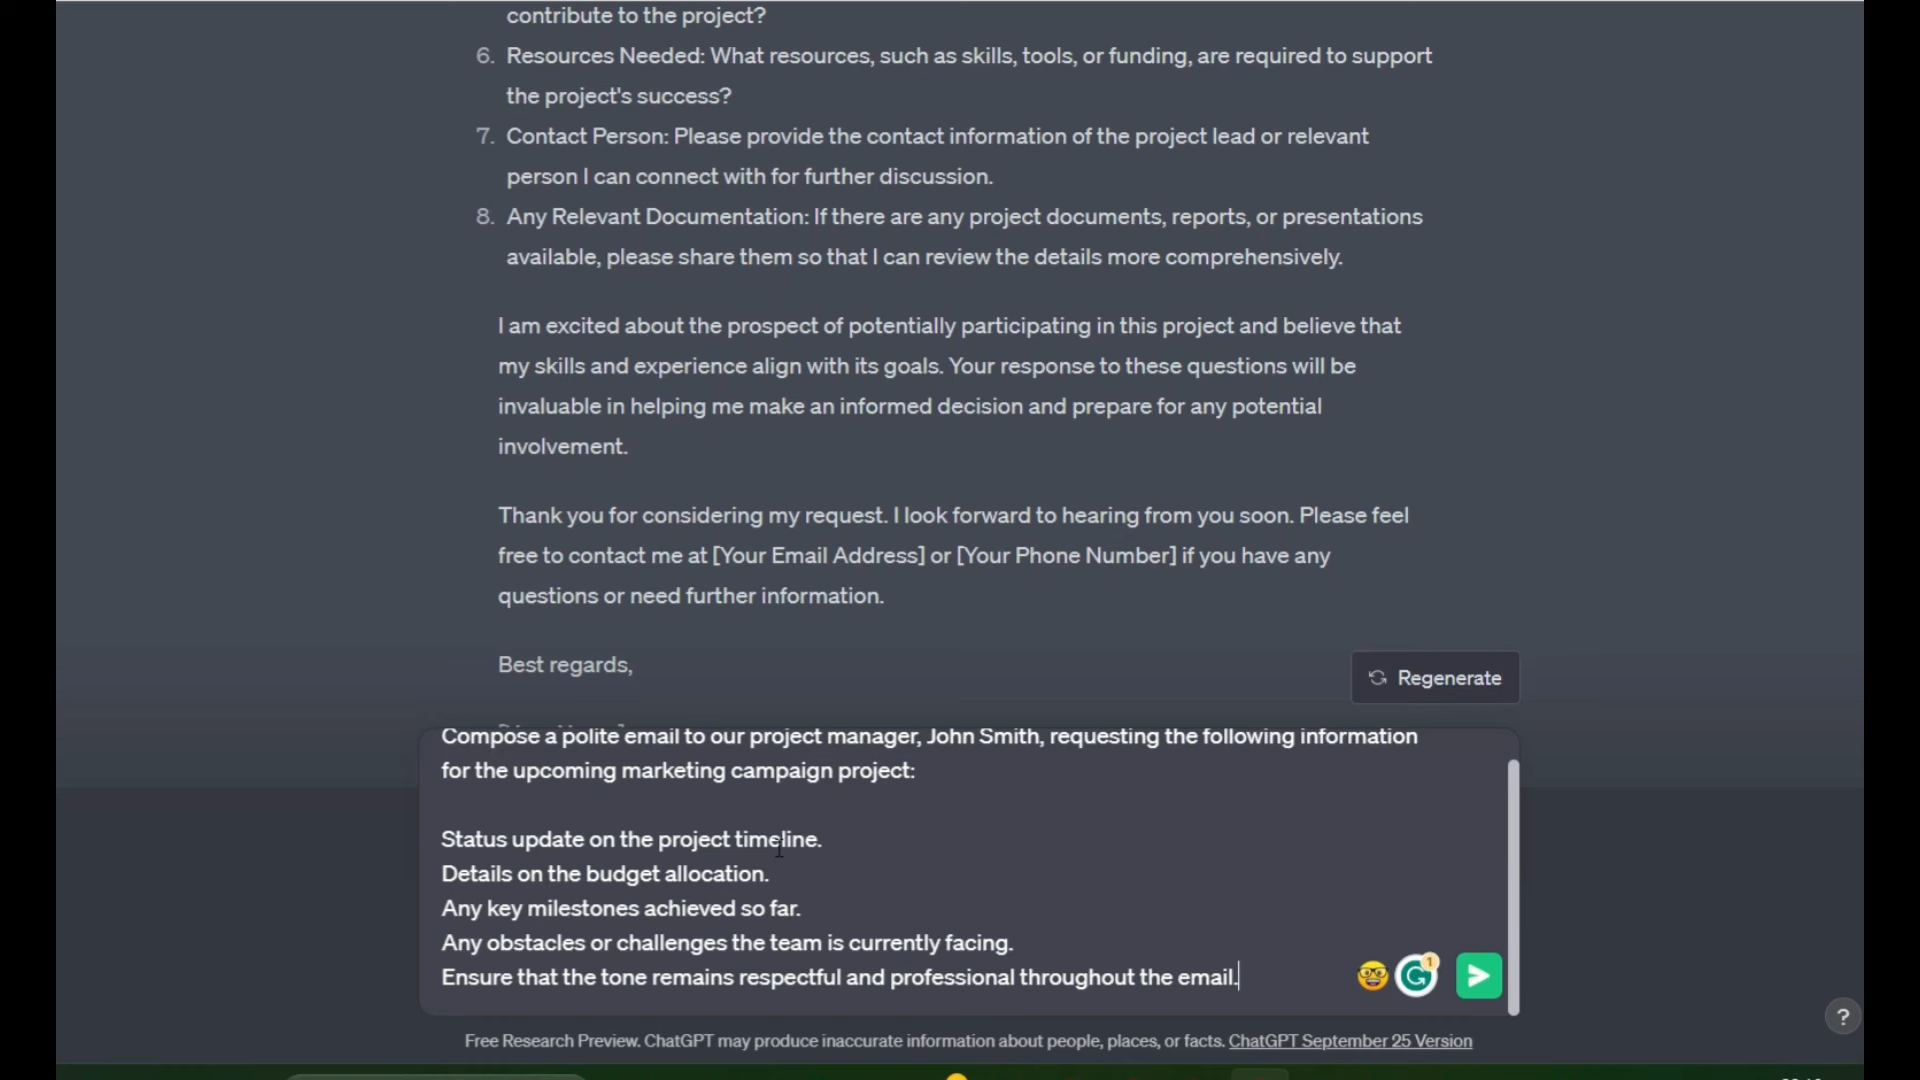 contribute to the project?
6. Resources Needed: What resources, such as skills, tools, or funding, are required to support
the project's success?
7. Contact Person: Please provide the contact information of the project lead or relevant
person I can connect with for further discussion.
8. Any Relevant Documentation: If there are any project documents, reports, or presentations
available, please share them so that I can review the details more comprehensively.
I am excited about the prospect of potentially participating in this project and believe that
my skills and experience align with its goals. Your response to these questions will be
invaluable in helping me make an informed decision and prepare for any potential
involvement.
Thank you for considering my request. I look forward to hearing from you soon. Please feel
free to contact me at [Your Email Address] or [Your Phone Number] if you have any
questions or need further information.
Best regards,
Regenerate
Compose a polite email to our project manager, John Smith, requesting the following information
for the upcoming marketing campaign project:
Status update on the project timeline.
Details on the budget allocation.
Any key milestones achieved so far.
Any obstacles or challenges the team is currently facing.
Ensure that the tone remains respectful and professional throughout the email.
1
?
Free Research Preview. ChatGPT may produce inaccurate information about people, places, or facts. ChatGPT September 25 Version